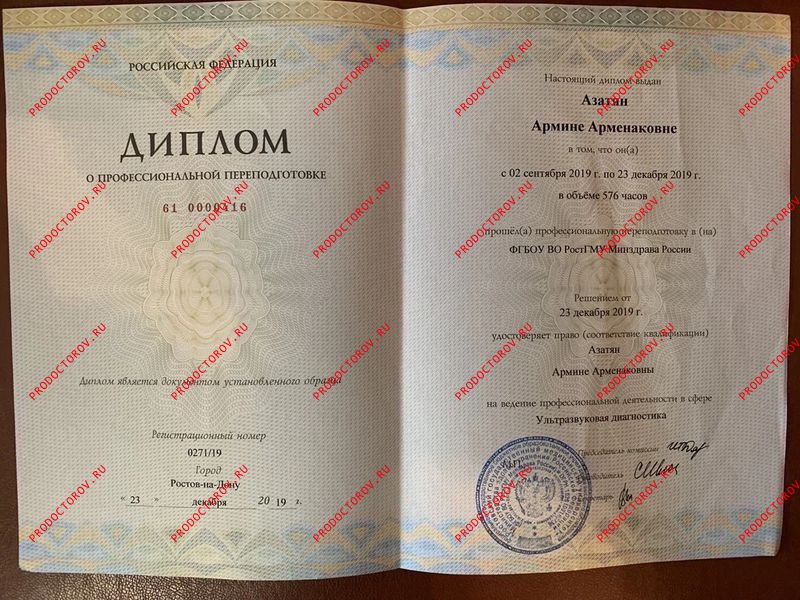 РОССИЙСКАЯ ФЕДЕРАЦИЯ
ДИПЛОМ
О ПРОФЕССИОНАЛЬНОЙ ПЕРЕПОДГОТОВКЕ
61 0000416
Диплом является документом установленного образца
Регистрационный номер
0271/19
Город
Ростов-на-Дону
" 23 " декабря 20 19 г.
Настоящий диплом выдан
Азатян
Армине Арменаковне
в том, что он(а)
с 02 сентября 2019 г. по 23 декабря 2019 г.
в объёме 576 часов
прошёл(а) профессиональную переподготовку в (на)
ФГБОУ ВО РостГМУ Минздрава России
Решением от
23 декабря 2019 г.
удостоверяет право (соответствие квалификации)
Азатян
Армине Арменаковны
на ведение профессиональной деятельности в сфере
Ультразвуковая диагностика
Председатель комиссии
PRODOCTOROV.RU